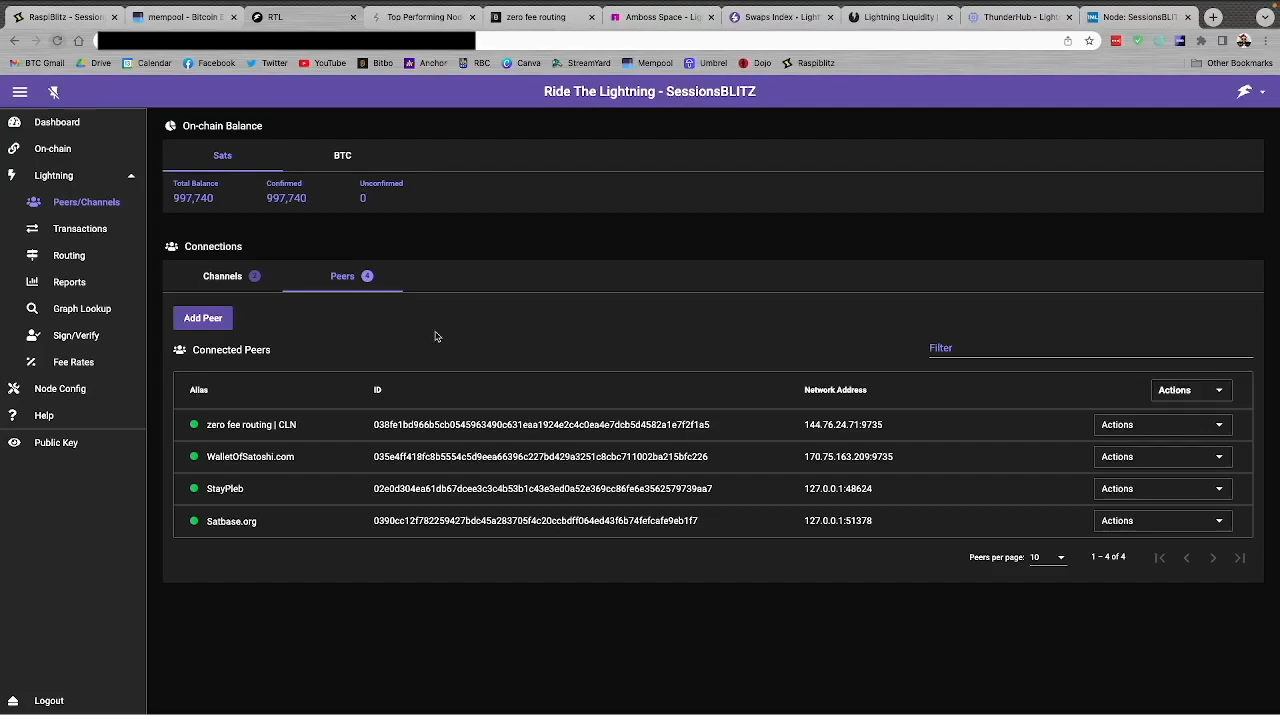 RaspiBlitz - Sessio
mempool - Bitcoin E
RTL
Top Performing Nod
zero fee routing
Amboss Space - Lig
Swaps Index - Light
Lightning Liquidity |
ThunderHub - Light
Node: SessionsBLIT
BTC Gmail
Drive
Calendar
Facebook
Twitter
YouTube
Bitbo
Anchor
RBC
Canva
StreamYard
Mempool
Umbrel
Dojo
Raspiblitz
Other Bookmarks
Ride The Lightning - SessionsBLITZ
Dashboard
On-chain
Lightning
Peers/Channels
Transactions
Routing
Reports
Graph Lookup
Sign/Verify
Fee Rates
Node Config
Help
Public Key
Logout
On-chain Balance
Sats BTC
Total Balance Confirmed Unconfirmed
997,740 997,740 0
Connections
Channels 2 Peers 4
Add Peer
Connected Peers
Filter
Alias ID Network Address Actions
zero fee routing | CLN 038fe1bd966b5cb0545963490c631eaa1924e2c4c0ea4e7dcb5d4582a1e7f2f1a5 144.76.24.71:9735 Actions
WalletOfSatoshi.com 035e4ff418fc8b5554c5d9eea66396c227bd429a3251c8cbc711002ba215bfc226 170.75.163.209:9735 Actions
StayPleb 02e0d304ea61db67dcee3c3c4b53b1c43e3ed0a52e369cc86fe6e3562579739aa7 127.0.0.1:48624 Actions
Satbase.org 0390cc12f782259427bdc45a283705f4c20ccbdff064ed43f6b74fefcafe9eb1f7 127.0.0.1:51378 Actions
Peers per page: 10 1 – 4 of 4